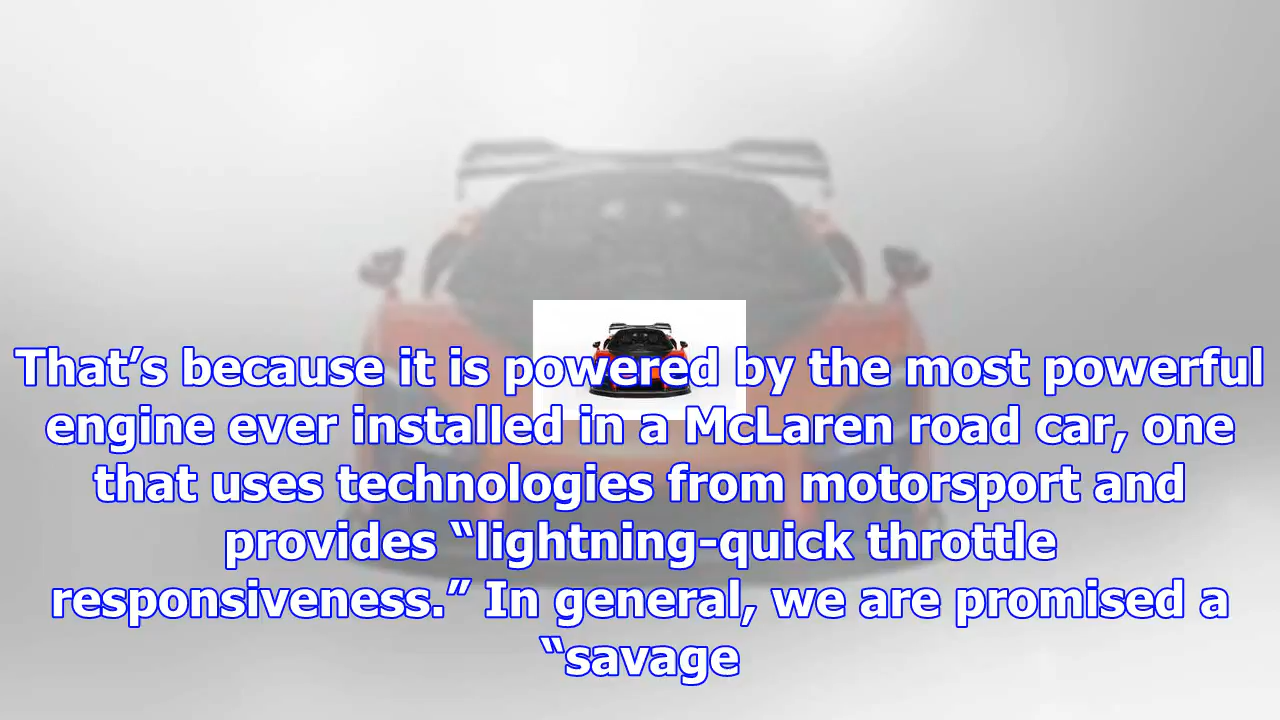 That’s because it is powered by the most powerful
engine ever installed in a McLaren road car, one
that uses technologies from motorsport and
provides “lightning-quick throttle
responsiveness.” In general, we are promised a
“savage